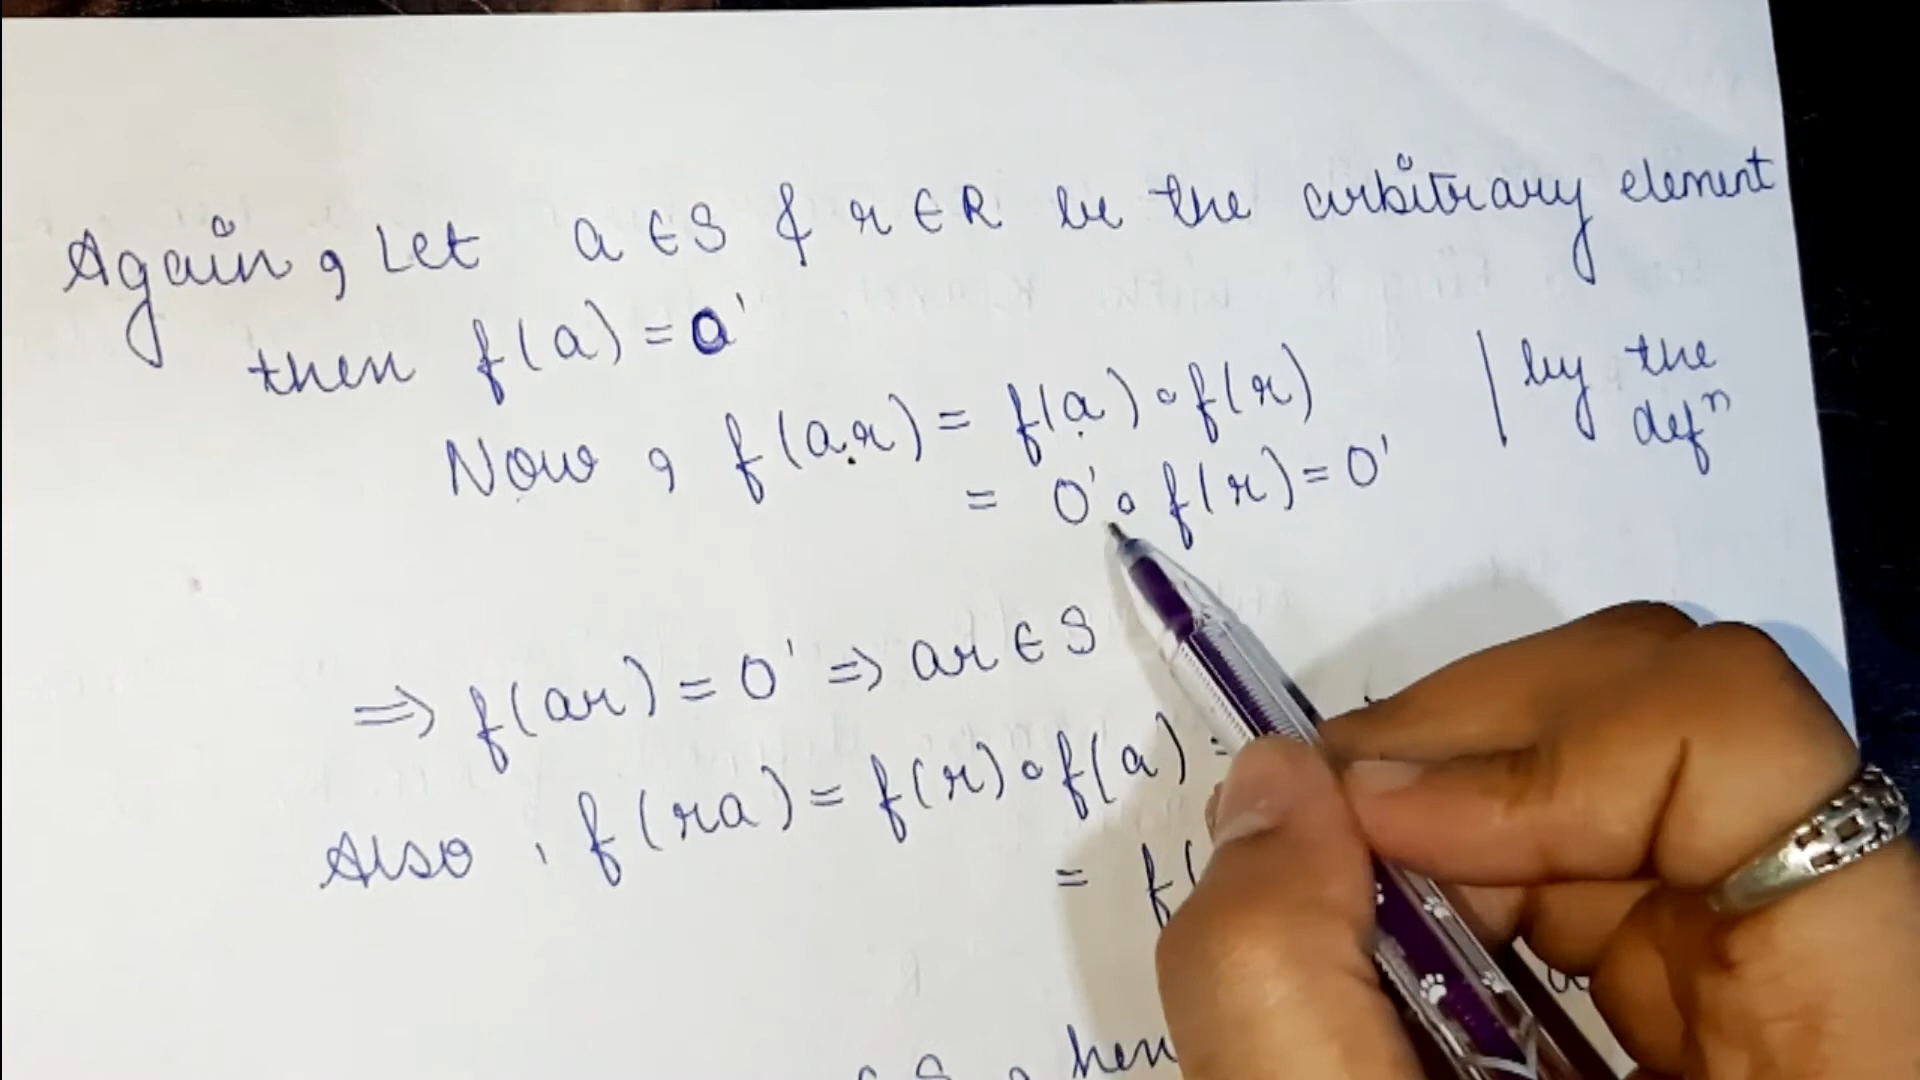 Again, Let a ∈ S & r ∈ R be the arbitrary element
then f(a) = 0'
Now, f(a.r) = f(a) ∘ f(r) | by the defⁿ
= 0' ∘ f(r) = 0'
⇒ f(ar) = 0' ⇒ ar ∈ S
Also, f(ra) = f(r) ∘ f(a) =
= f(
∈ S, hen